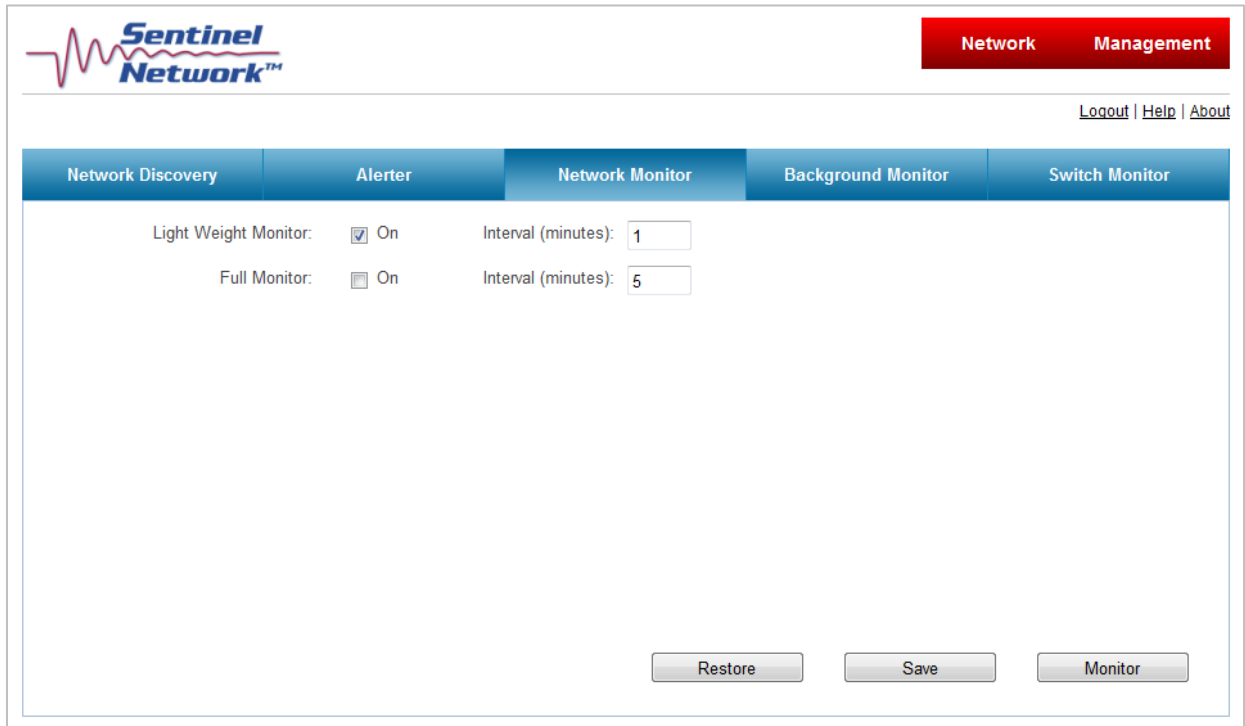 Sentinel
Network™
Network Management
Logout | Help | About
Network Discovery Alerter Network Monitor Background Monitor Switch Monitor
Light Weight Monitor: On Interval (minutes): 1
Full Monitor: On Interval (minutes): 5
Restore Save Monitor